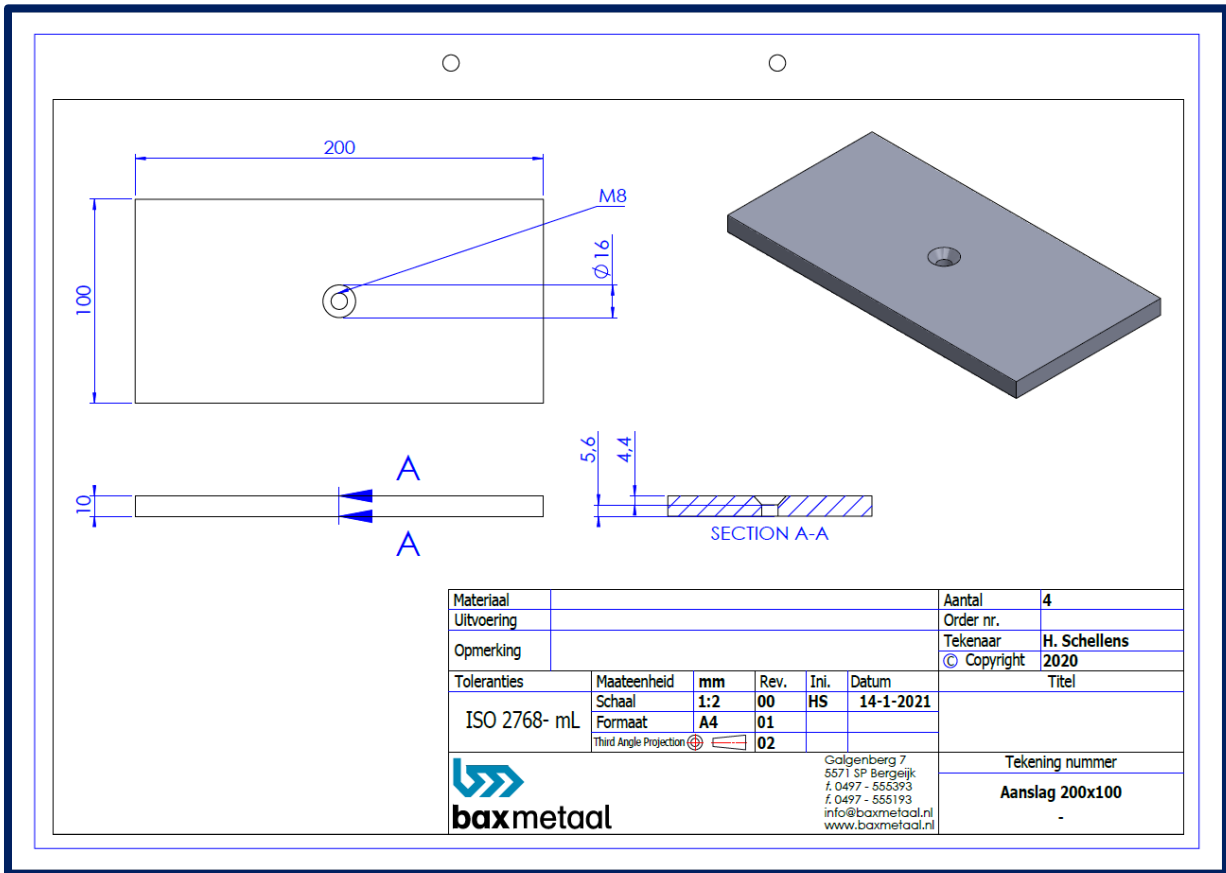 200
M8
Ø 16
100
5,6
4,4
10
A
A
SECTION A-A
Materiaal
Aantal 4
Uitvoering
Order nr.
Opmerking
Tekenaar H. Schellens
© Copyright 2020
Toleranties Maateenheid mm Rev. Ini. Datum Titel
ISO 2768- mL
Schaal 1:2 00 HS 14-1-2021
Formaat A4 01
Third Angle Projection 02
baxmetaal
Galgenberg 7
5571 SP Bergeijk
t. 0497 - 555393
f. 0497 - 555193
info@baxmetaal.nl
www.baxmetaal.nl
Tekening nummer
Aanslag 200x100
-